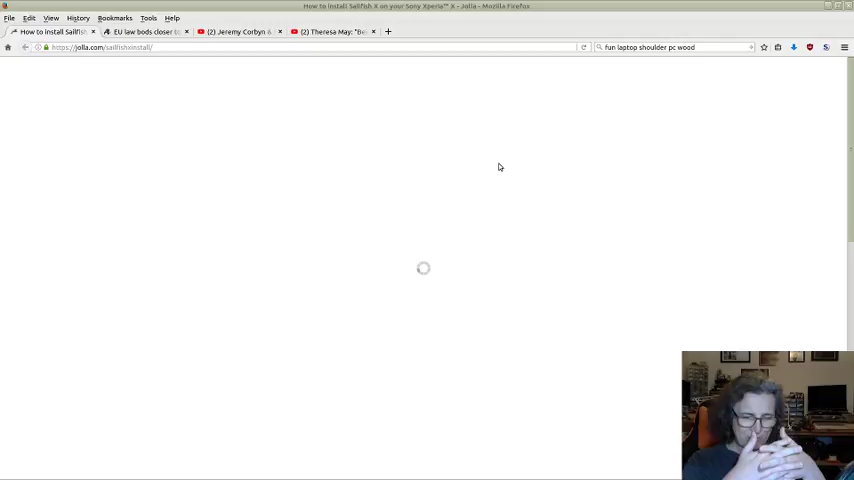 How to install Sailfish X on your Sony Xperia™ X - Jolla - Mozilla Firefox
File Edit View History Bookmarks Tools Help
How to install Sailfish
EU law bods closer to
(2) Jeremy Corbyn &
(2) Theresa May: "Be
https://jolla.com/sailfishxinstall/
fun laptop shoulder pc wood